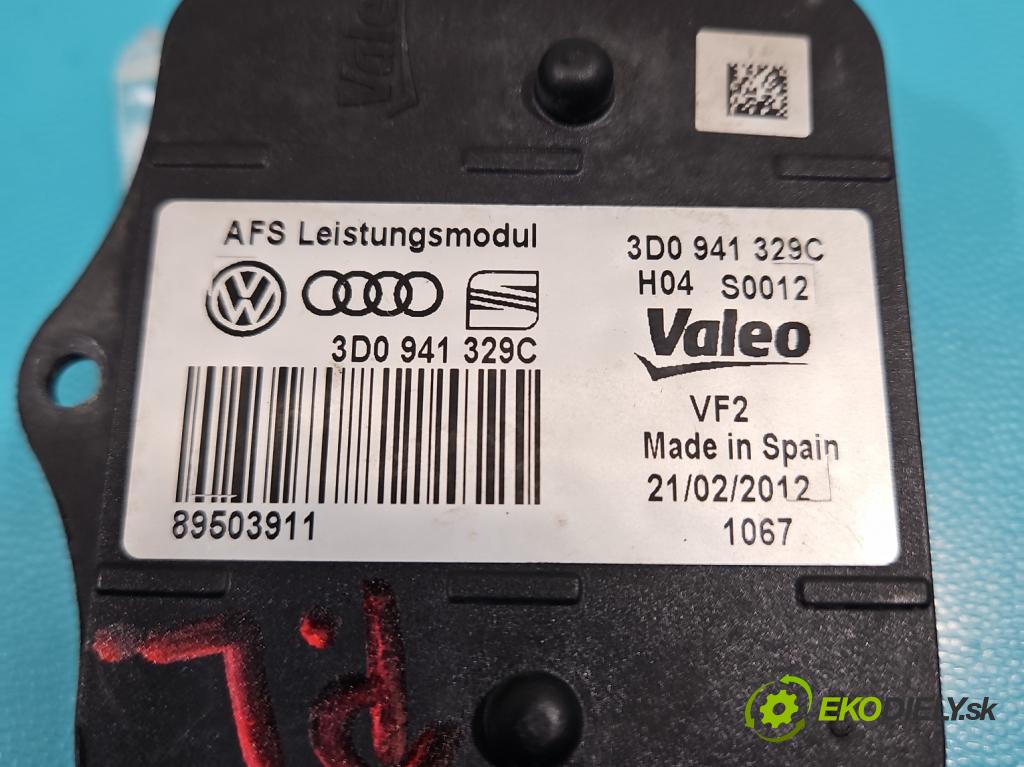 Valeo
AFS Leistungsmodul
3D0 941 329C
89503911
3D0 941 329C
H04 S0012
Valeo
VF2
Made in Spain
21/02/2012
1067
P.L
EKODIELY.sk